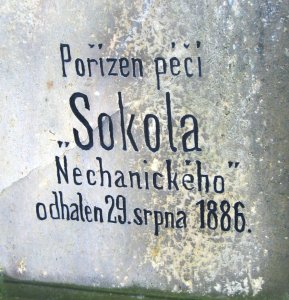 Pořízen péčí
„Sokola
Nechanického”
odhalen 29. srpna 1886.